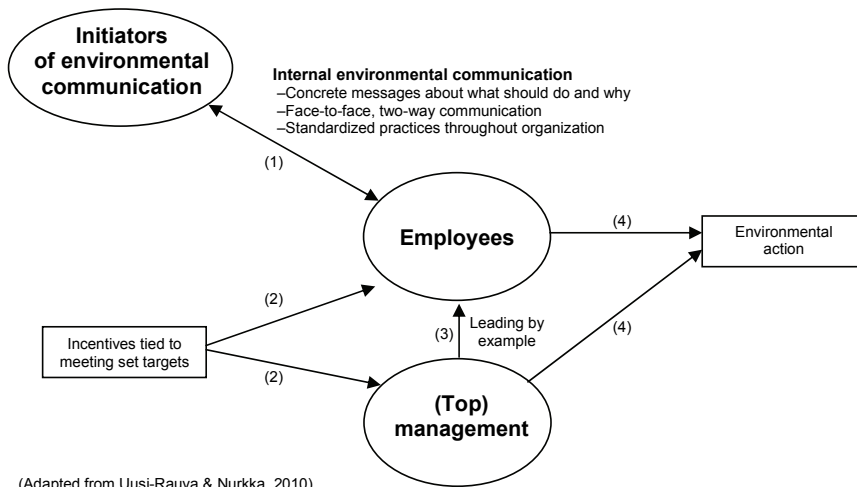 Initiators
of environmental
communication
Internal environmental communication
–Concrete messages about what should do and why
–Face-to-face, two-way communication
–Standardized practices throughout organization
(1)
Employees
(4)
Environmental
action
(2)
Incentives tied to
meeting set targets
(2)
(3)
Leading by
example
(4)
(Top)
management
(Adapted from Uusi-Rauva & Nurkka, 2010)